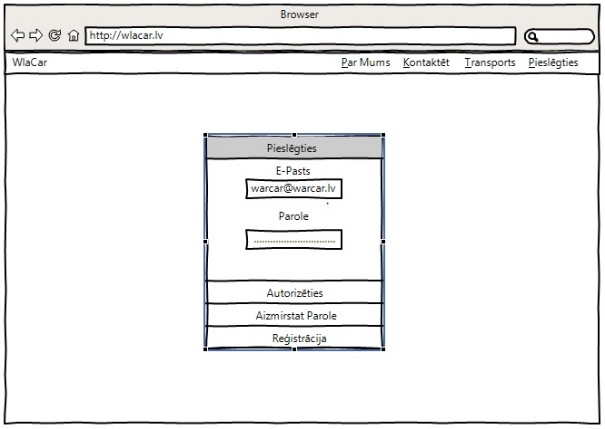 Browser
http://wlacar.lv
WlaCar Par Mums Kontaktēt Transports Pieslēgties
Pieslēgties
E-Pasts
warcar@warcar.lv
Parole
Autorizēties
Aizmirstat Parole
Reģistrācija